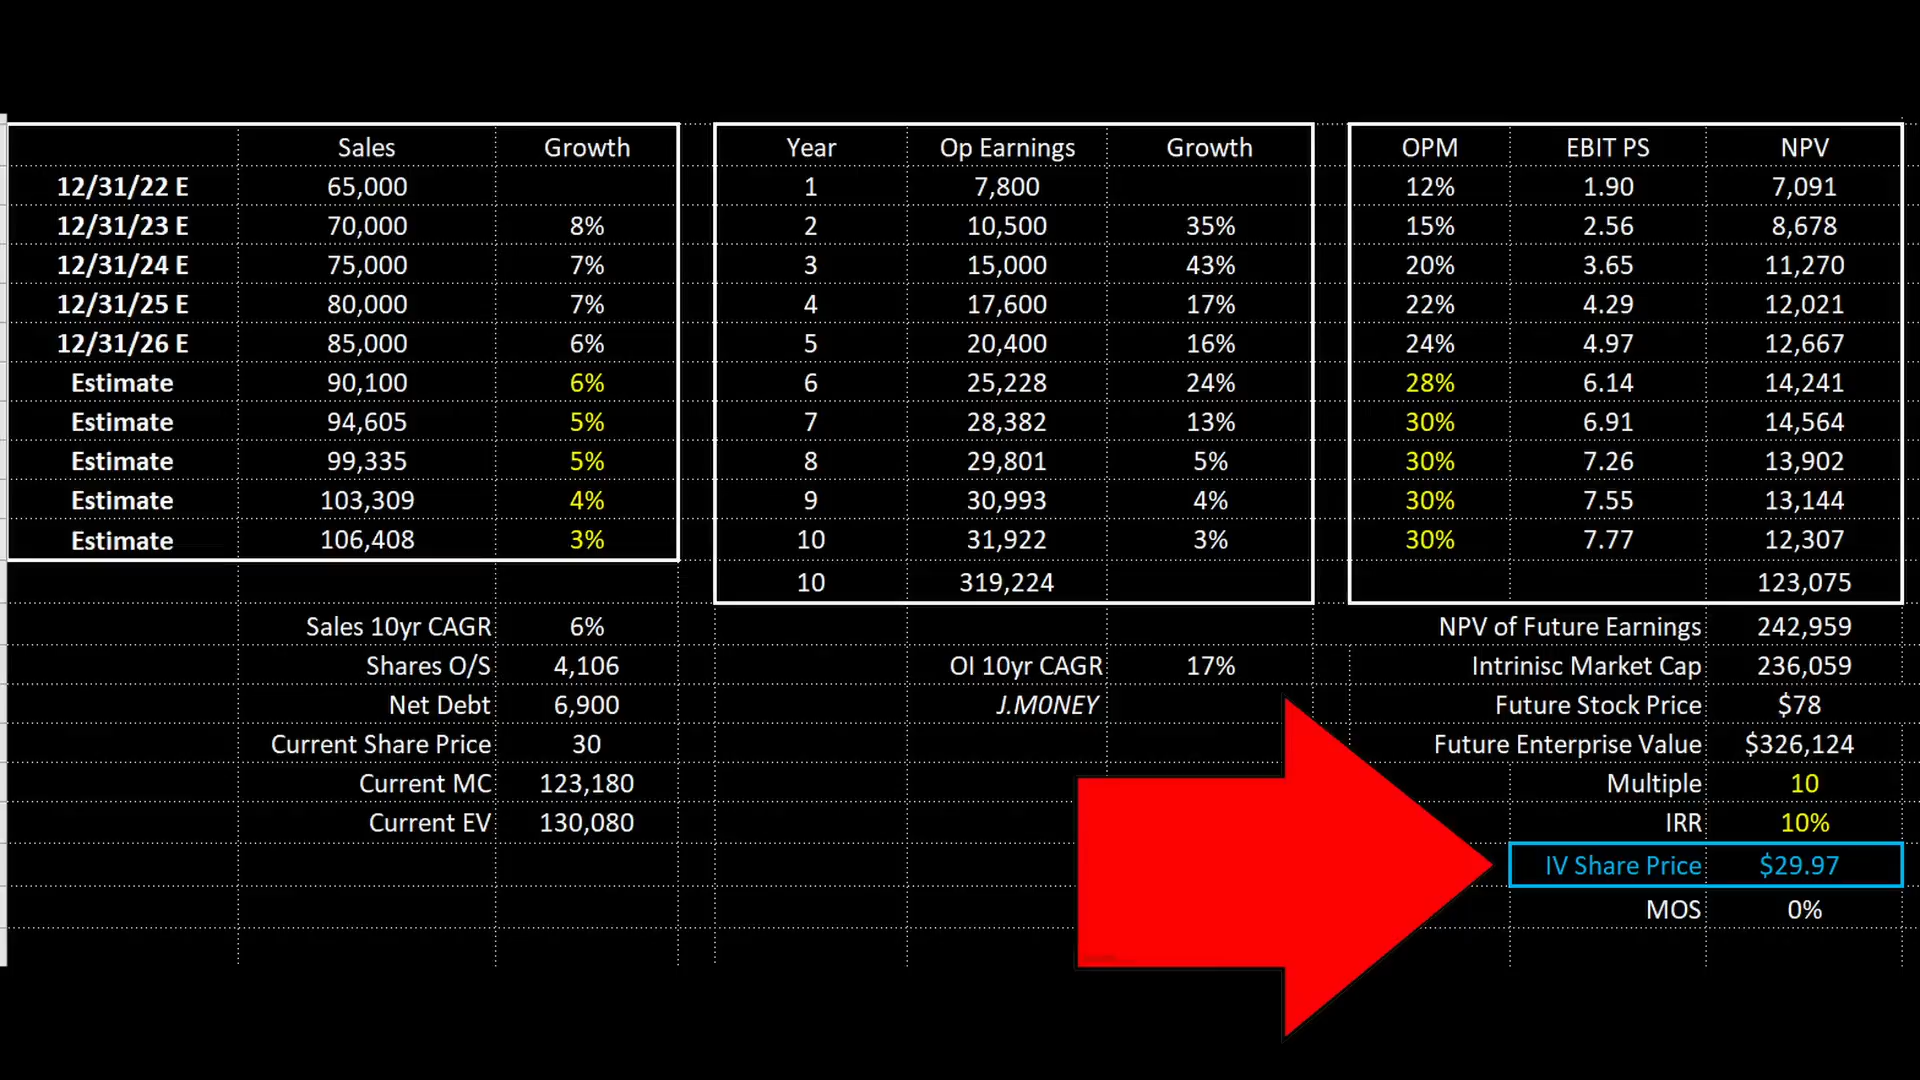 Sales Growth Year Op Earnings Growth OPM EBIT PS NPV
12/31/22 E 65,000 1 7,800 12% 1.90 7,091
12/31/23 E 70,000 8% 2 10,500 35% 15% 2.56 8,678
12/31/24 E 75,000 7% 3 15,000 43% 20% 3.65 11,270
12/31/25 E 80,000 7% 4 17,600 17% 22% 4.29 12,021
12/31/26 E 85,000 6% 5 20,400 16% 24% 4.97 12,667
Estimate 90,100 6% 6 25,228 24% 28% 6.14 14,241
Estimate 94,605 5% 7 28,382 13% 30% 6.91 14,564
Estimate 99,335 5% 8 29,801 5% 30% 7.26 13,902
Estimate 103,309 4% 9 30,993 4% 30% 7.55 13,144
Estimate 106,408 3% 10 31,922 3% 30% 7.77 12,307
10 319,224 123,075
Sales 10yr CAGR 6% NPV of Future Earnings 242,959
Shares O/S 4,106 OI 10yr CAGR 17% Intrinisc Market Cap 236,059
Net Debt 6,900 J.M0NEY Future Stock Price $78
Current Share Price 30 Future Enterprise Value $326,124
Current MC 123,180 Multiple 10
Current EV 130,080 IRR 10%
IV Share Price $29.97
MOS 0%